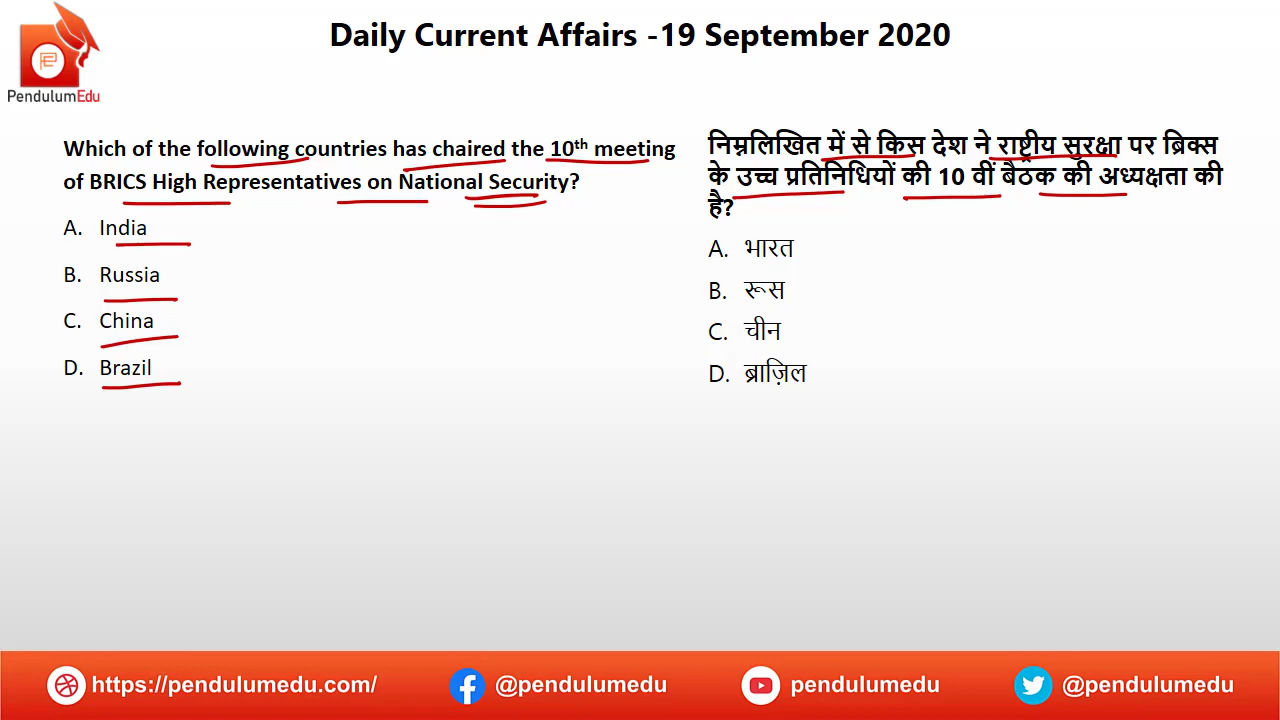 Daily Current Affairs -19 September 2020
PendulumEdu
Which of the following countries has chaired the 10th meeting
of BRICS High Representatives on National Security?
A. India
B. Russia
C. China
D. Brazil
निम्नलिखित में से किस देश ने राष्ट्रीय सुरक्षा पर ब्रिक्स
के उच्च प्रतिनिधियों की 10 वीं बैठक की अध्यक्षता की
है?
A. भारत
B. रूस
C. चीन
D. ब्राज़िल
https://pendulumedu.com/
@pendulumedu
pendulumedu
@pendulumedu